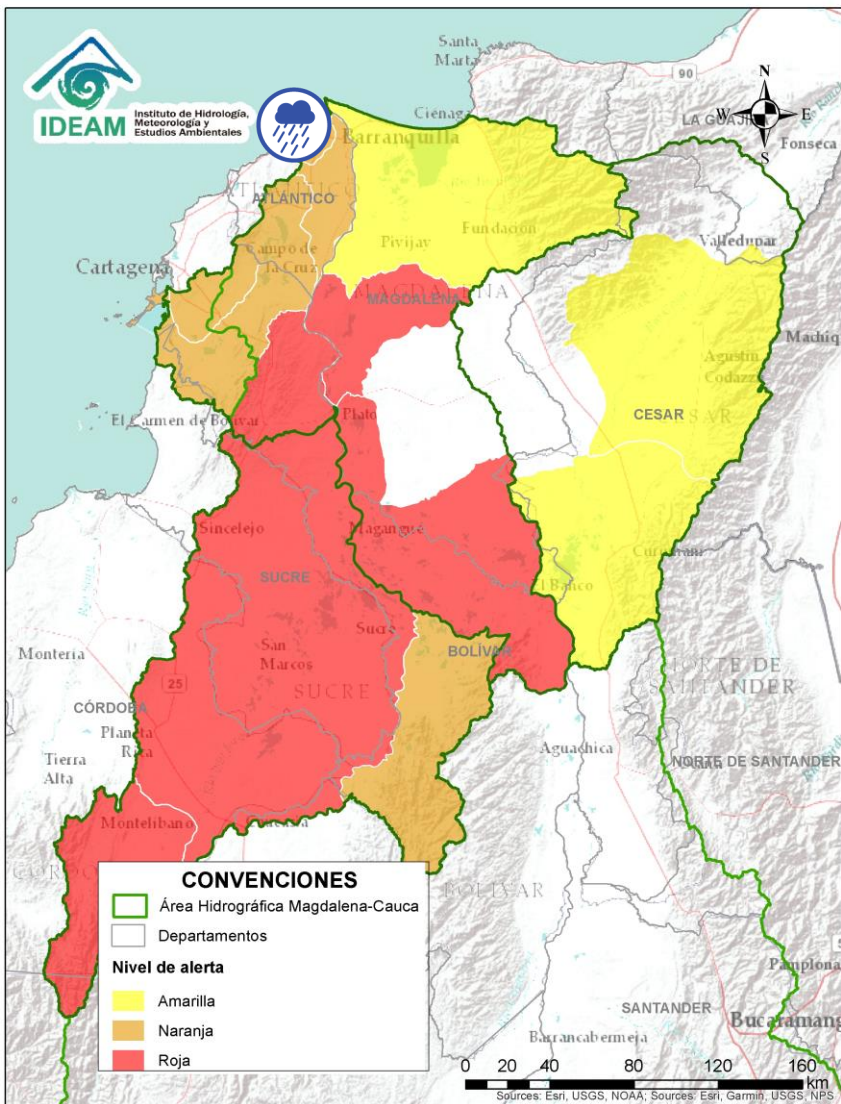 IDEAM
Instituto de Hidrología,
Meteorología y
Estudios Ambientales
Santa
Marta
90
N
W
E
S
Ciénaga
LA GUAJI
Barranquilla
Fonseca
ATLÁNTICO
Fundación
Pivijay
Valledupar
Campo de
la Cruz
Cartagena
MAGDALENA
Agustín
Codazzi
El Carmen de Bolívar
Plato
CESAR
Sincelejo
Magangué
SUCRE
El Banco
Sucre
San
Marcos
BOLÍVAR
Montería
SUCRE
NORTE DE
SANTANDER
25
CÓRDOBA
Planeta
Rica
Aguachica
Tierra
Alta
NORTE DE SANTANDER
Montelíbano
BOLÍVAR
CONVENCIONES
Área Hidrográfica Magdalena-Cauca
Departamentos
Nivel de alerta
Amarilla
Naranja
Roja
Pamplona
SANTANDER
Bucaramang
Barrancabermeja
0 20 40 80 120 160
km
Sources: Esri, USGS, NOAA; Sources: Esri, Garmin, USGS, NPS